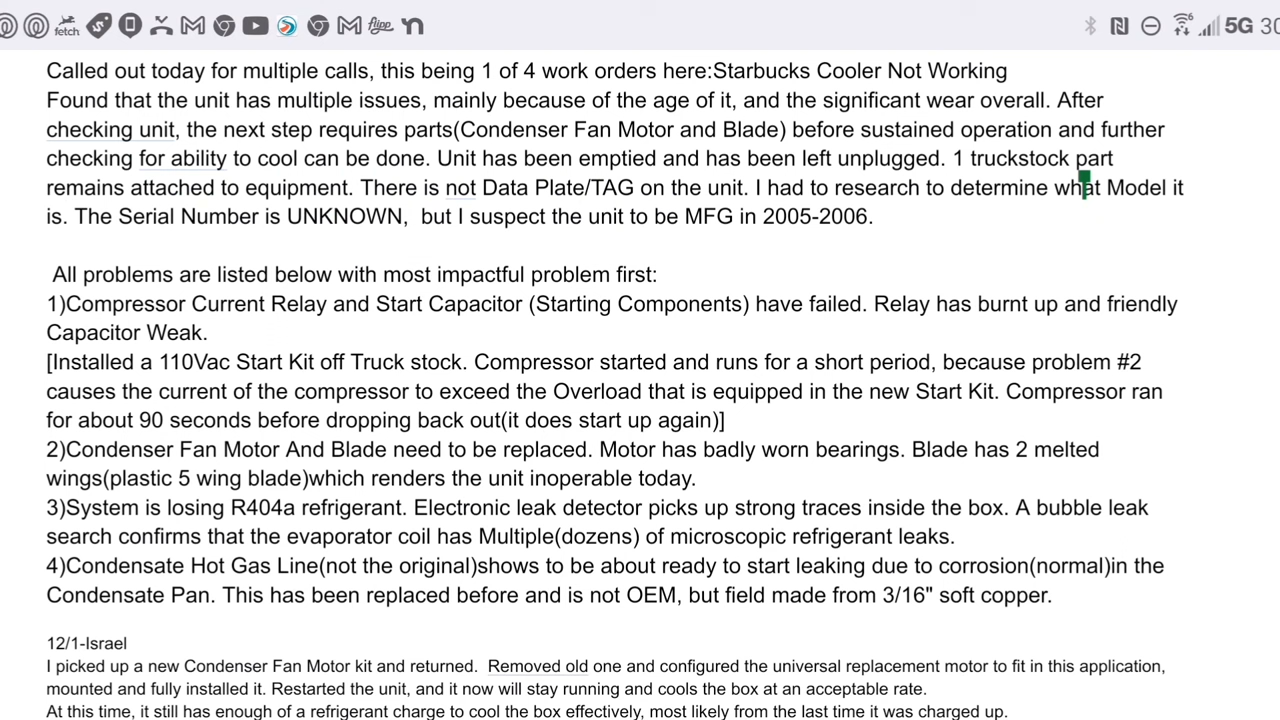 fetch flipp 5G 30
Called out today for multiple calls, this being 1 of 4 work orders here:Starbucks Cooler Not Working
Found that the unit has multiple issues, mainly because of the age of it, and the significant wear overall. After
checking unit, the next step requires parts(Condenser Fan Motor and Blade) before sustained operation and further
checking for ability to cool can be done. Unit has been emptied and has been left unplugged. 1 truckstock part
remains attached to equipment. There is not Data Plate/TAG on the unit. I had to research to determine what Model it
is. The Serial Number is UNKNOWN,  but I suspect the unit to be MFG in 2005-2006.
All problems are listed below with most impactful problem first:
1)Compressor Current Relay and Start Capacitor (Starting Components) have failed. Relay has burnt up and friendly
Capacitor Weak.
[Installed a 110Vac Start Kit off Truck stock. Compressor started and runs for a short period, because problem #2
causes the current of the compressor to exceed the Overload that is equipped in the new Start Kit. Compressor ran
for about 90 seconds before dropping back out(it does start up again)]
2)Condenser Fan Motor And Blade need to be replaced. Motor has badly worn bearings. Blade has 2 melted
wings(plastic 5 wing blade)which renders the unit inoperable today.
3)System is losing R404a refrigerant. Electronic leak detector picks up strong traces inside the box. A bubble leak
search confirms that the evaporator coil has Multiple(dozens) of microscopic refrigerant leaks.
4)Condensate Hot Gas Line(not the original)shows to be about ready to start leaking due to corrosion(normal)in the
Condensate Pan. This has been replaced before and is not OEM, but field made from 3/16" soft copper.
12/1-Israel
I picked up a new Condenser Fan Motor kit and returned.  Removed old one and configured the universal replacement motor to fit in this application,
mounted and fully installed it. Restarted the unit, and it now will stay running and cools the box at an acceptable rate.
At this time, it still has enough of a refrigerant charge to cool the box effectively, most likely from the last time it was charged up.